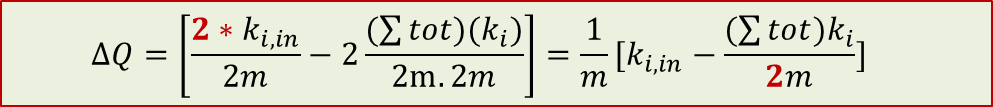 ΔQ = [ (2 * k_{i,in}) / 2m − 2 (∑ tot)(k_i) / (2m. 2m) ] = 1/m [k_{i,in} − (∑ tot)k_i / 2m]